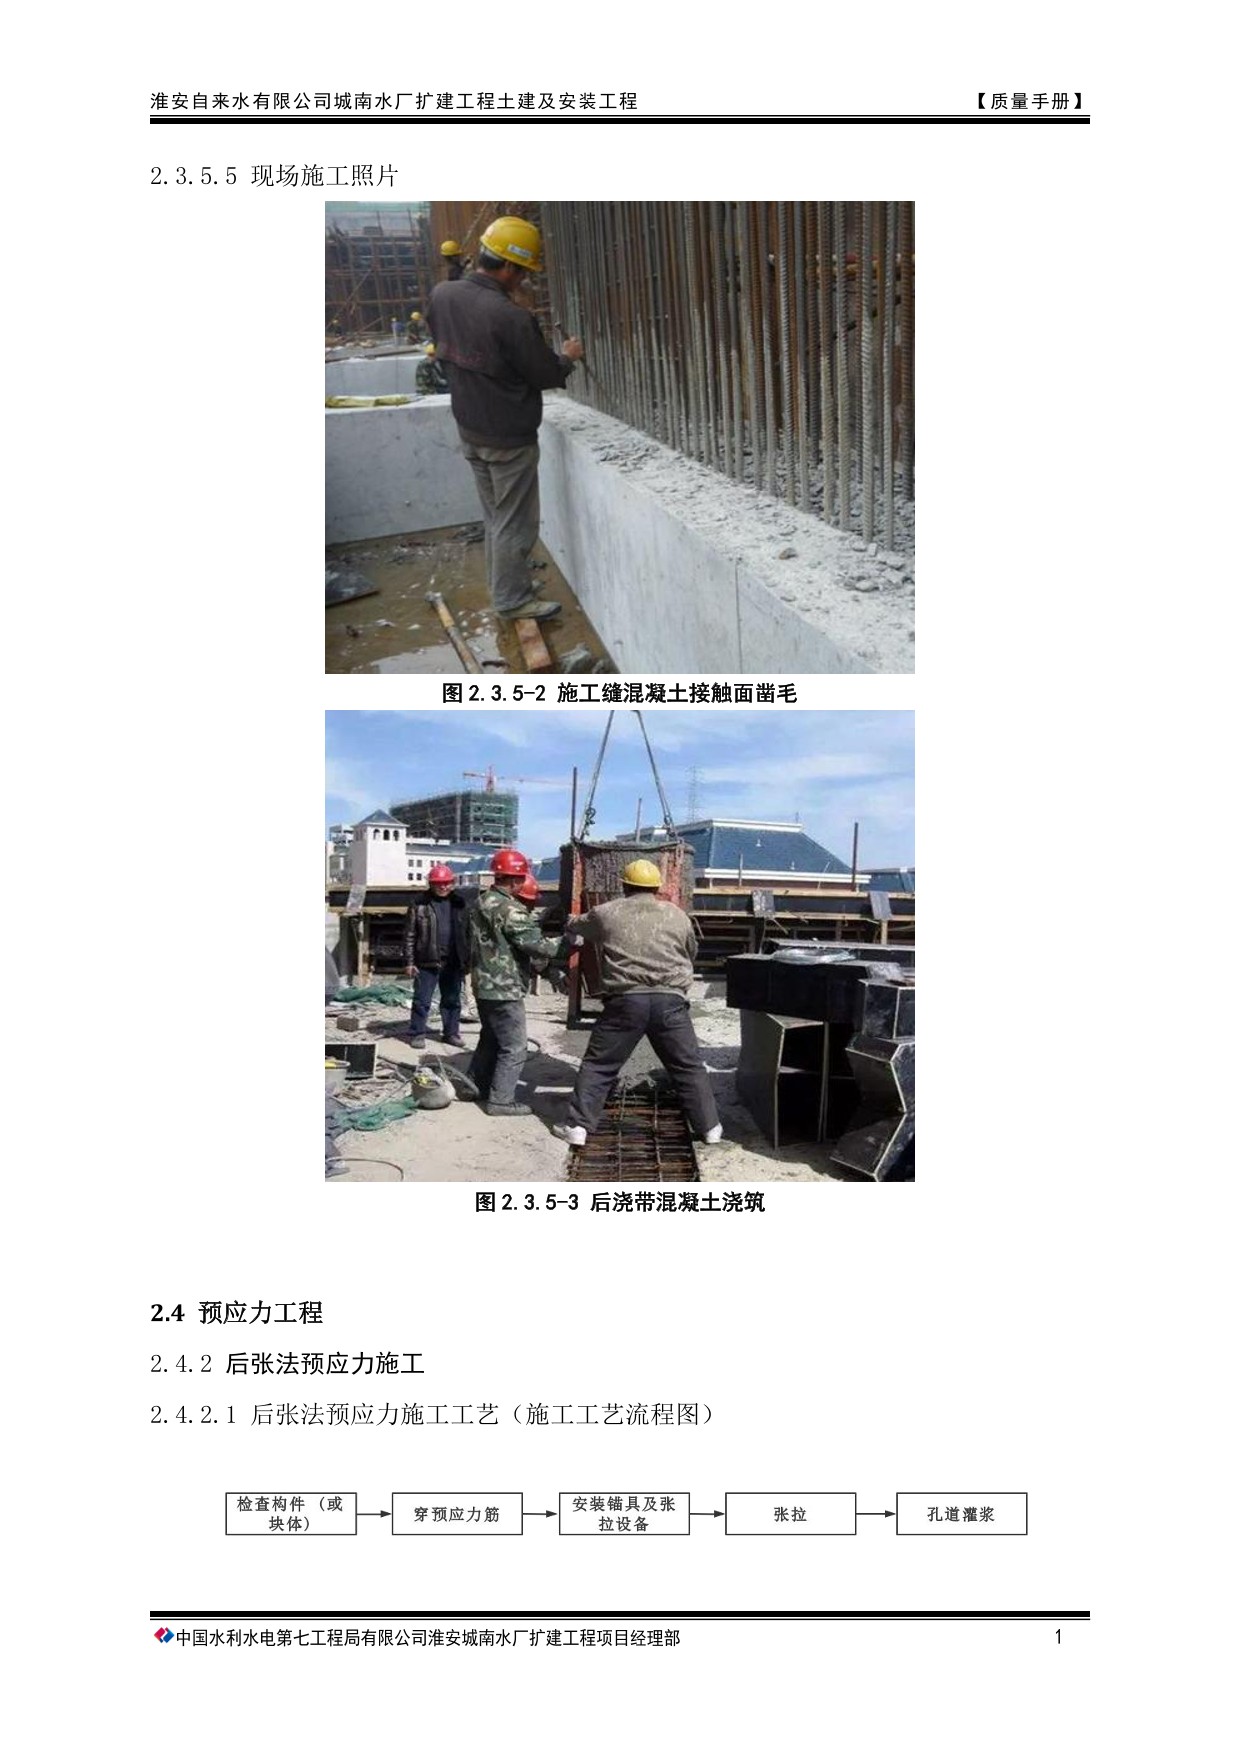 淮安自来水有限公司城南水厂扩建工程土建及安装工程 【质量手册】
2.3.5.5 现场施工照片
图2.3.5-2 施工缝混凝土接触面凿毛
图2.3.5-3 后浇带混凝土浇筑
2.4 预应力工程
2.4.2 后张法预应力施工
2.4.2.1 后张法预应力施工工艺（施工工艺流程图）
检查构件（或
块体）
穿预应力筋
安装锚具及张
拉设备
张拉
孔道灌浆
中国水利水电第七工程局有限公司淮安城南水厂扩建工程项目经理部 1